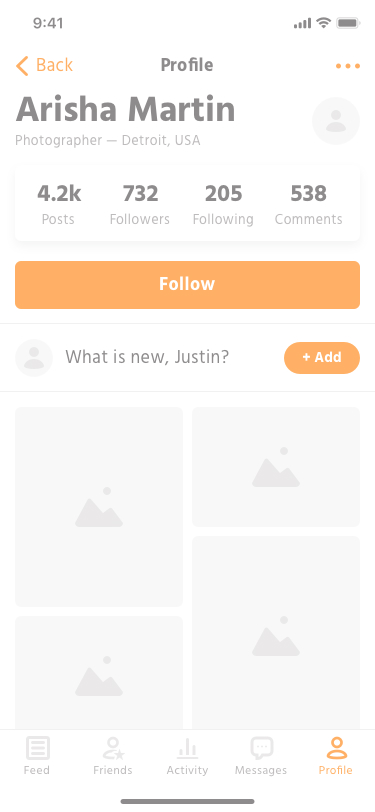 9:41
Back
Profile
Arisha Martin
Photographer — Detroit, USA
4.2k 732 205 538
Posts Followers Following Comments
Follow
What is new, Justin?
+ Add
Feed Friends Activity Messages Profile